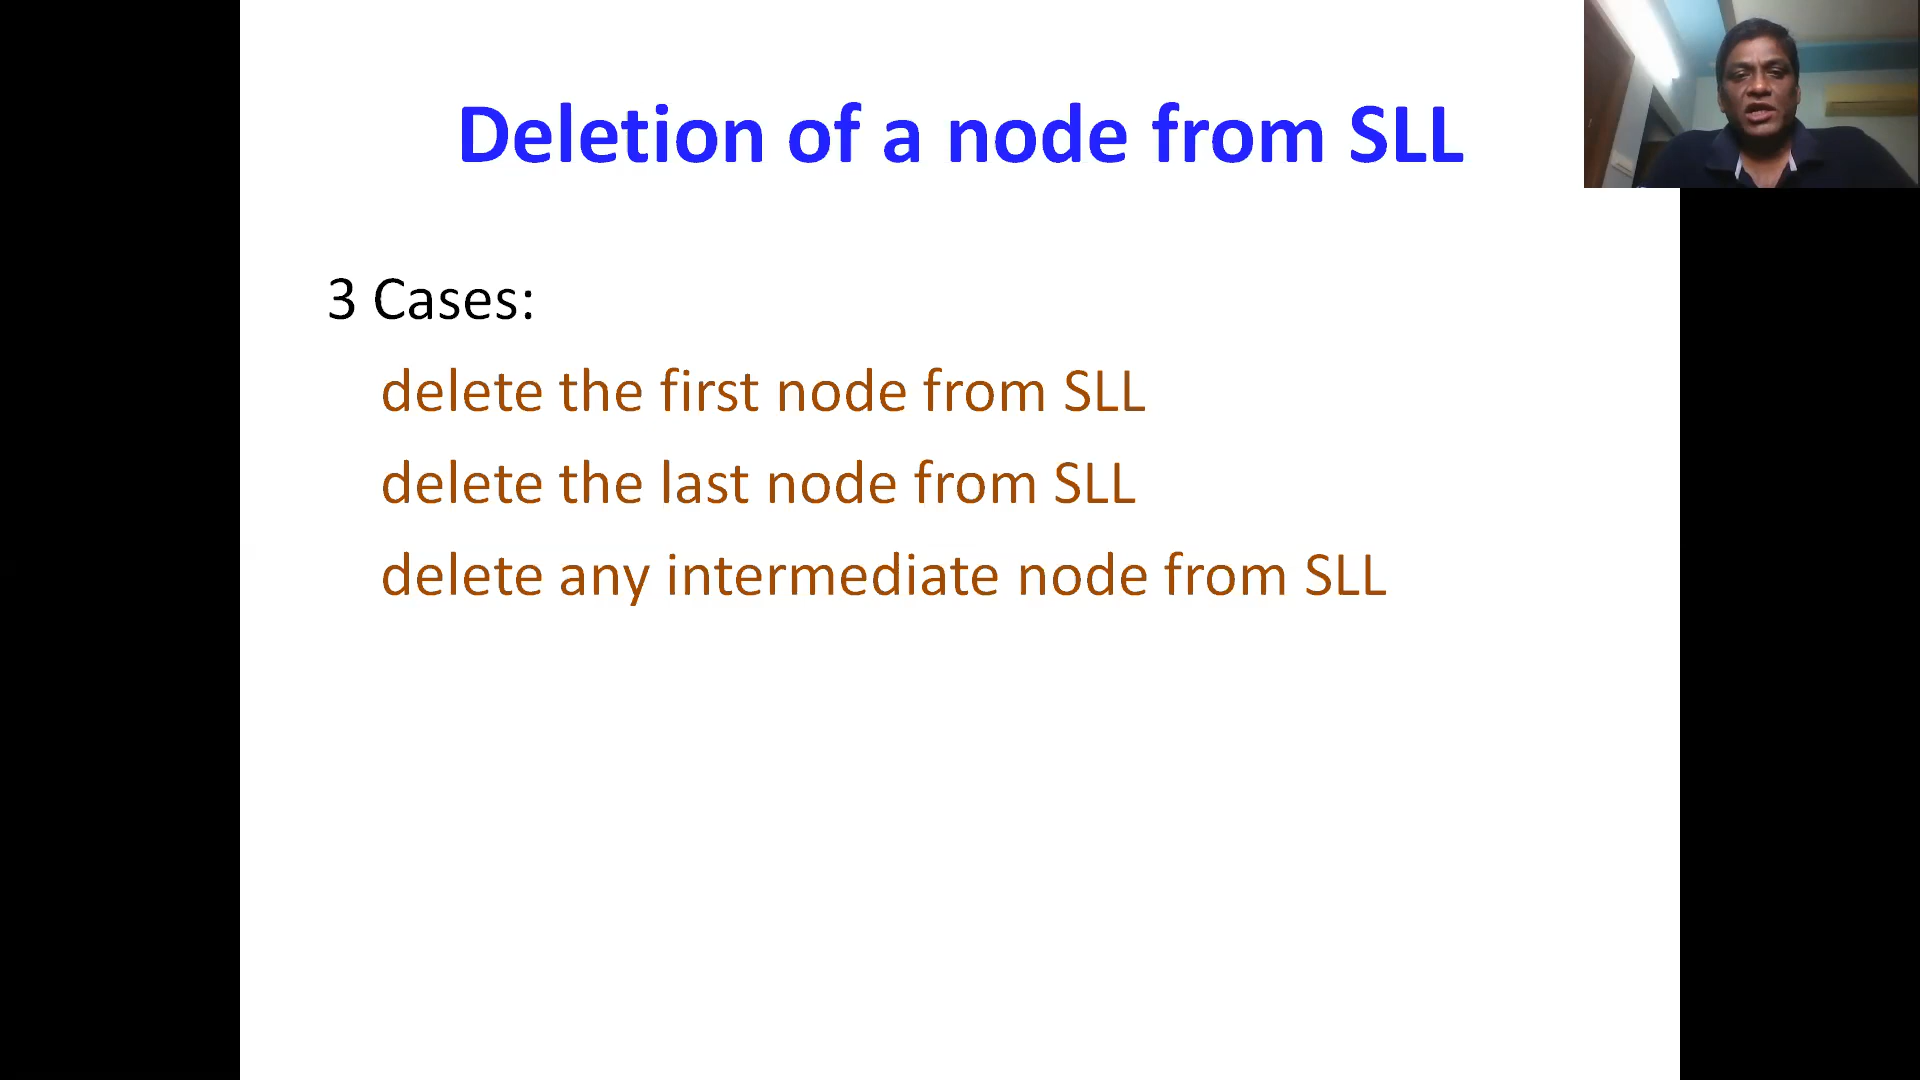 Deletion of a node from SLL
3 Cases:
delete the first node from SLL
delete the last node from SLL
delete any intermediate node from SLL